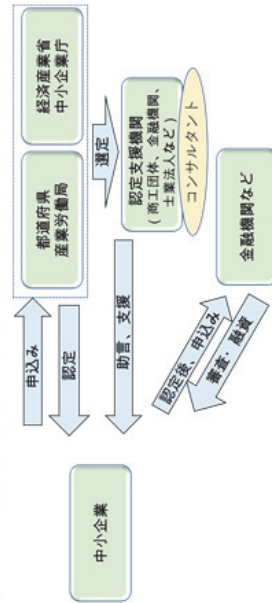 中小企業
申込み
認定
助言、支援
認定後、申込み
審査・融資
都道府県
産業労働局
経済産業省
中小企業庁
選定
認定支援機関
(商工団体、金融機関、
士業法人など)
コンサルタント
金融機関など